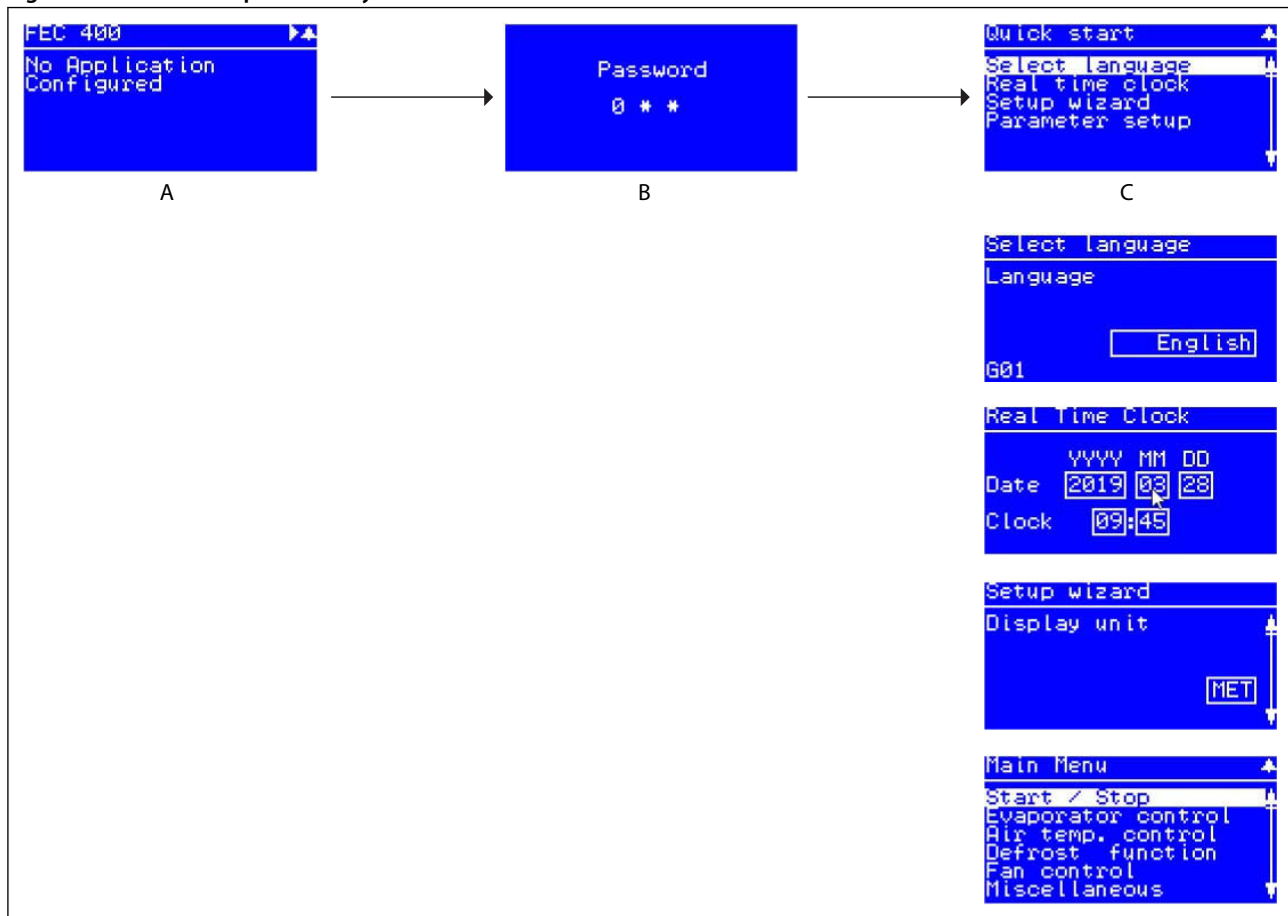 FEC 400
No Application
Configured
A
Password
0 * *
B
Quick start
Select language
Real time clock
Setup wizard
Parameter setup
C
Select language
Language
English
G01
Real Time Clock
YYYY MM DD
Date 2019 03 28
Clock 09:45
Setup wizard
Display unit
MET
Main Menu
Start / Stop
Evaporator control
Air temp. control
Defrost function
Fan control
Miscellaneous